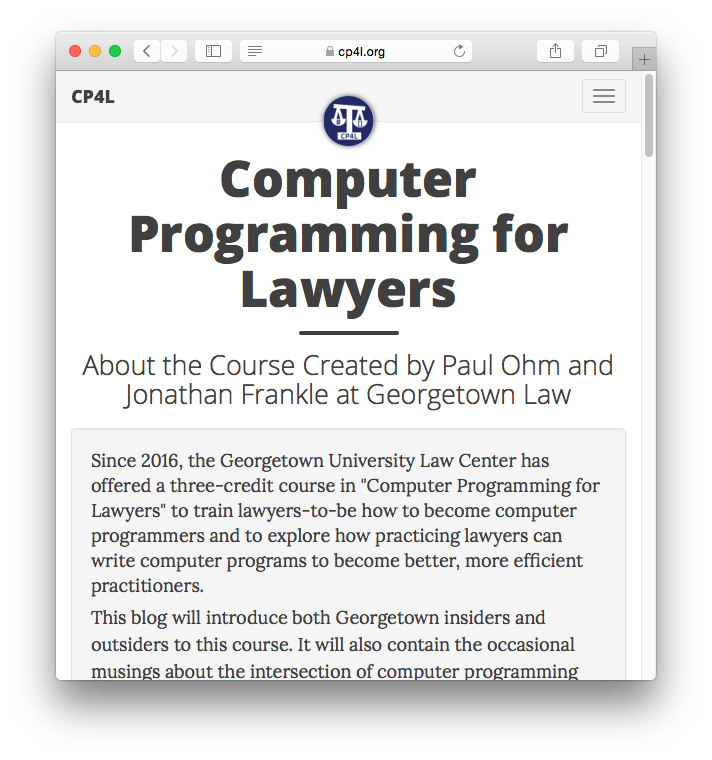 cp4l.org
CP4L
CP4L
Computer
Programming for
Lawyers
About the Course Created by Paul Ohm and
Jonathan Frankle at Georgetown Law
Since 2016, the Georgetown University Law Center has
offered a three-credit course in "Computer Programming for
Lawyers" to train lawyers-to-be how to become computer
programmers and to explore how practicing lawyers can
write computer programs to become better, more efficient
practitioners.
This blog will introduce both Georgetown insiders and
outsiders to this course. It will also contain the occasional
musings about the intersection of computer programming